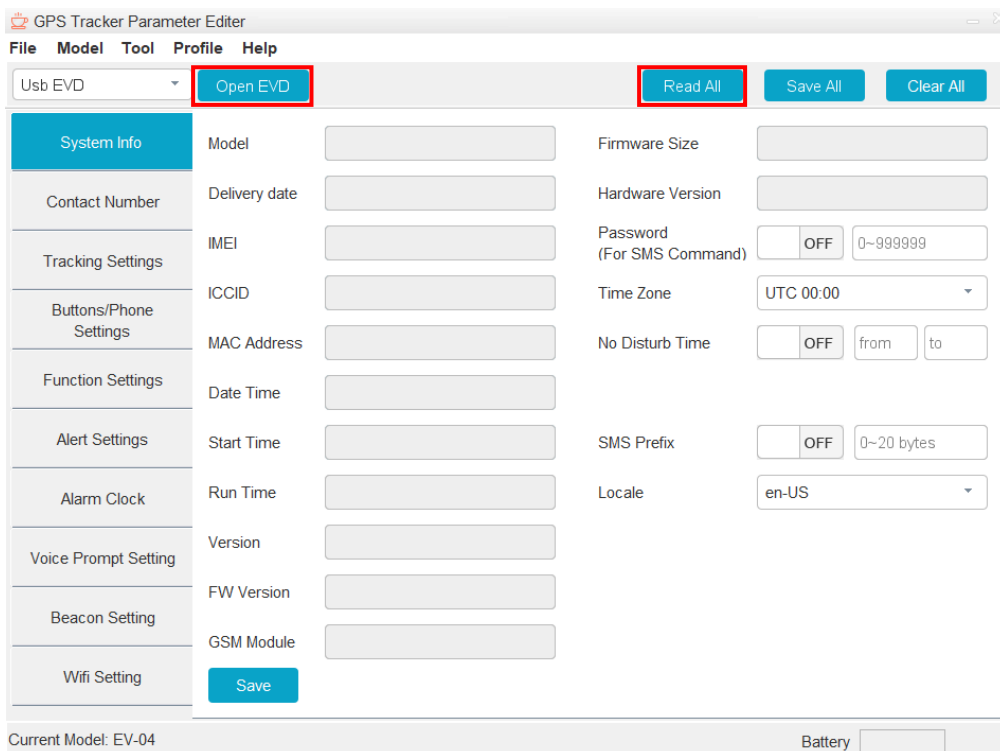 GPS Tracker Parameter Editer
File Model Tool Profile Help
Usb EVD Open EVD Read All Save All Clear All
System Info
Contact Number
Tracking Settings
Buttons/Phone
Settings
Function Settings
Alert Settings
Alarm Clock
Voice Prompt Setting
Beacon Setting
Wifi Setting
Model
Delivery date
IMEI
ICCID
MAC Address
Date Time
Start Time
Run Time
Version
FW Version
GSM Module
Save
Firmware Size
Hardware Version
Password
(For SMS Command) OFF 0~999999
Time Zone UTC 00:00
No Disturb Time OFF from to
SMS Prefix OFF 0~20 bytes
Locale en-US
Current Model: EV-04 Battery